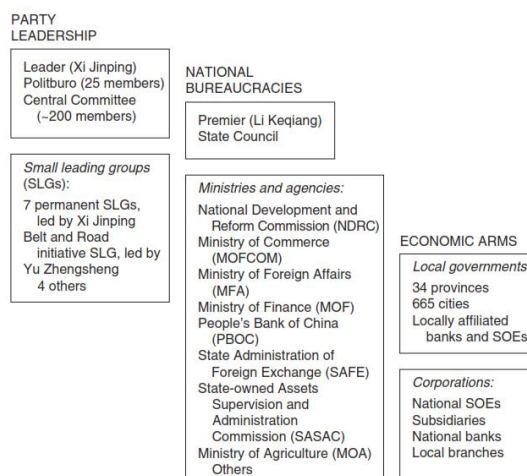 PARTY
LEADERSHIP
Leader (Xi Jinping)
Politburo (25 members)
Central Committee
(~200 members)
Small leading groups
(SLGs):
7 permanent SLGs,
led by Xi Jinping
Belt and Road
initiative SLG, led by
Yu Zhengsheng
4 others
NATIONAL
BUREAUCRACIES
Premier (Li Keqiang)
State Council
Ministries and agencies:
National Development and
Reform Commission (NDRC)
Ministry of Commerce
(MOFCOM)
Ministry of Foreign Affairs
(MFA)
Ministry of Finance (MOF)
People's Bank of China
(PBOC)
State Administration of
Foreign Exchange (SAFE)
State-owned Assets
Supervision and
Administration
Commission (SASAC)
Ministry of Agriculture (MOA)
Others
ECONOMIC ARMS
Local governments
34 provinces
665 cities
Locally affiliated
banks and SOEs
Corporations:
National SOEs
Subsidiaries
National banks
Local branches